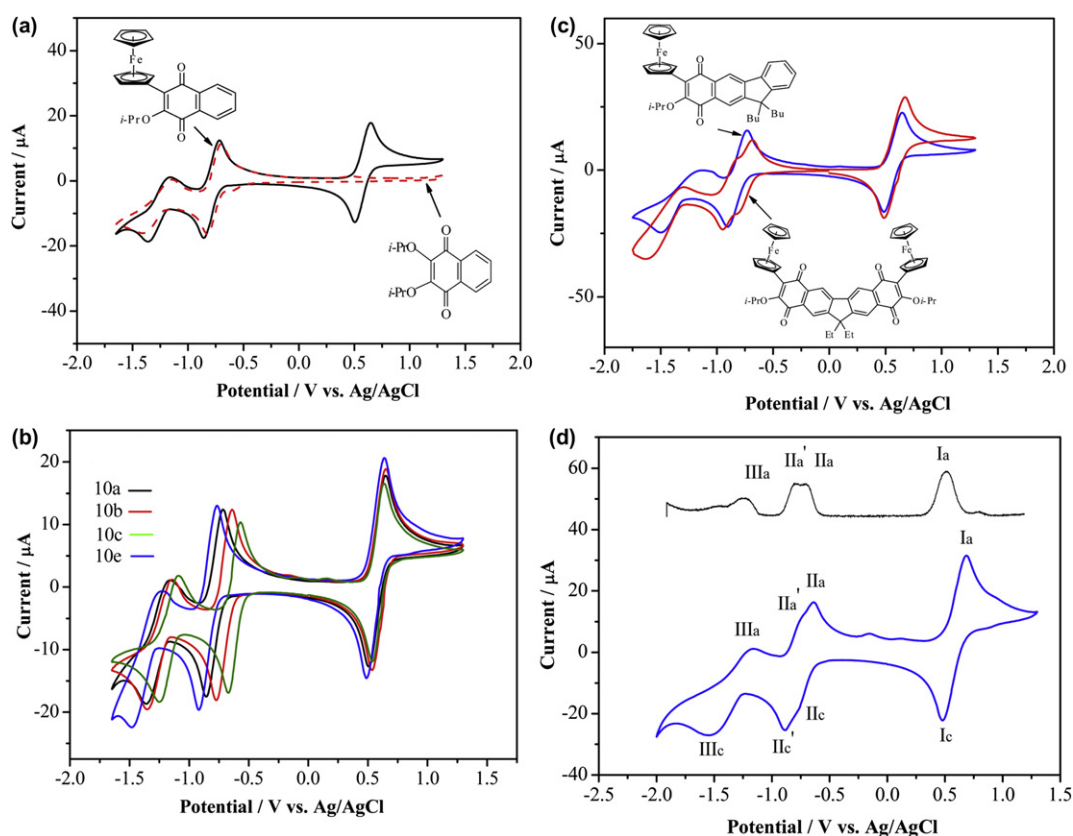 (a)
50
40
20
0
-20
-40
Current / μA
Fe
O
i-PrO
O
O
i-PrO
i-PrO
O
-2.0 -1.5 -1.0 -0.5 0.0 0.5 1.0 1.5 2.0
Potential / V vs. Ag/AgCl
(c)
50
25
0
-25
-50
Current / μA
Fe
O
i-PrO
O
Bu
Bu
Fe
Fe
O
O
i-PrO
O-iPr
O
O
Et Et
-2.0 -1.5 -1.0 -0.5 0.0 0.5 1.0 1.5 2.0
Potential / V vs. Ag/AgCl
(b)
20
10
0
-10
-20
Current / μA
10a
10b
10c
10e
-2.0 -1.5 -1.0 -0.5 0.0 0.5 1.0 1.5 2.0
Potential / V vs. Ag/AgCl
(d)
80
60
40
20
0
-20
-40
Current / μA
IIIa
IIa' IIa
Ia
IIIa
IIa'
IIa
Ia
IIIc
IIc'
IIc
Ic
-2.5 -2.0 -1.5 -1.0 -0.5 0.0 0.5 1.0 1.5
Potential / V vs. Ag/AgCl